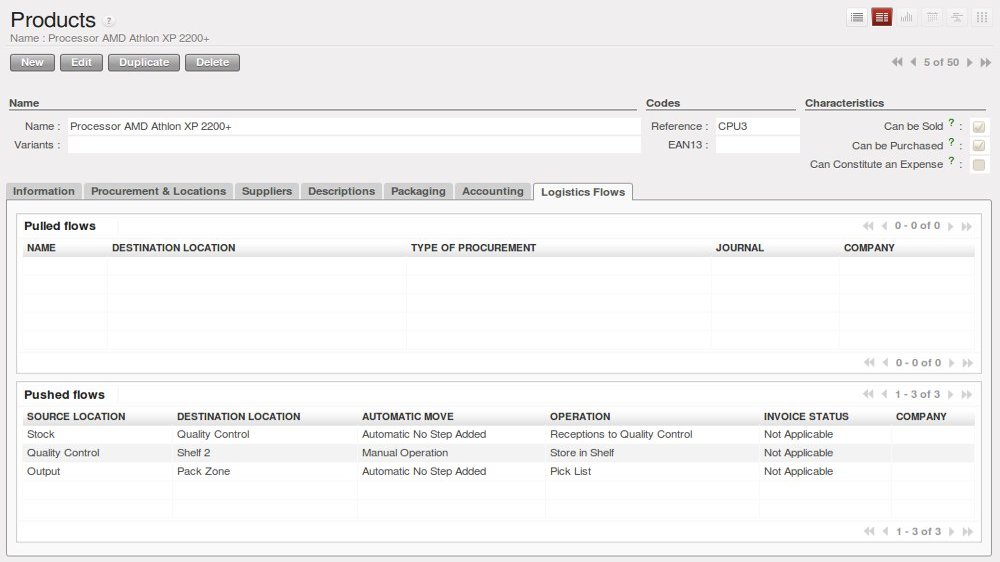 Products ?
Name : Processor AMD Athlon XP 2200+
New Edit Duplicate Delete 5 of 50
Name Codes Characteristics
Name : Processor AMD Athlon XP 2200+ Reference : CPU3 Can be Sold ? :
Variants : EAN13 : Can be Purchased ? :
Can Constitute an Expense ? :
Information Procurement & Locations Suppliers Descriptions Packaging Accounting Logistics Flows
Pulled flows 0 - 0 of 0
NAME DESTINATION LOCATION TYPE OF PROCUREMENT JOURNAL COMPANY
0 - 0 of 0
Pushed flows 1 - 3 of 3
SOURCE LOCATION DESTINATION LOCATION AUTOMATIC MOVE OPERATION INVOICE STATUS COMPANY
Stock Quality Control Automatic No Step Added Receptions to Quality Control Not Applicable
Quality Control Shelf 2 Manual Operation Store in Shelf Not Applicable
Output Pack Zone Automatic No Step Added Pick List Not Applicable
1 - 3 of 3